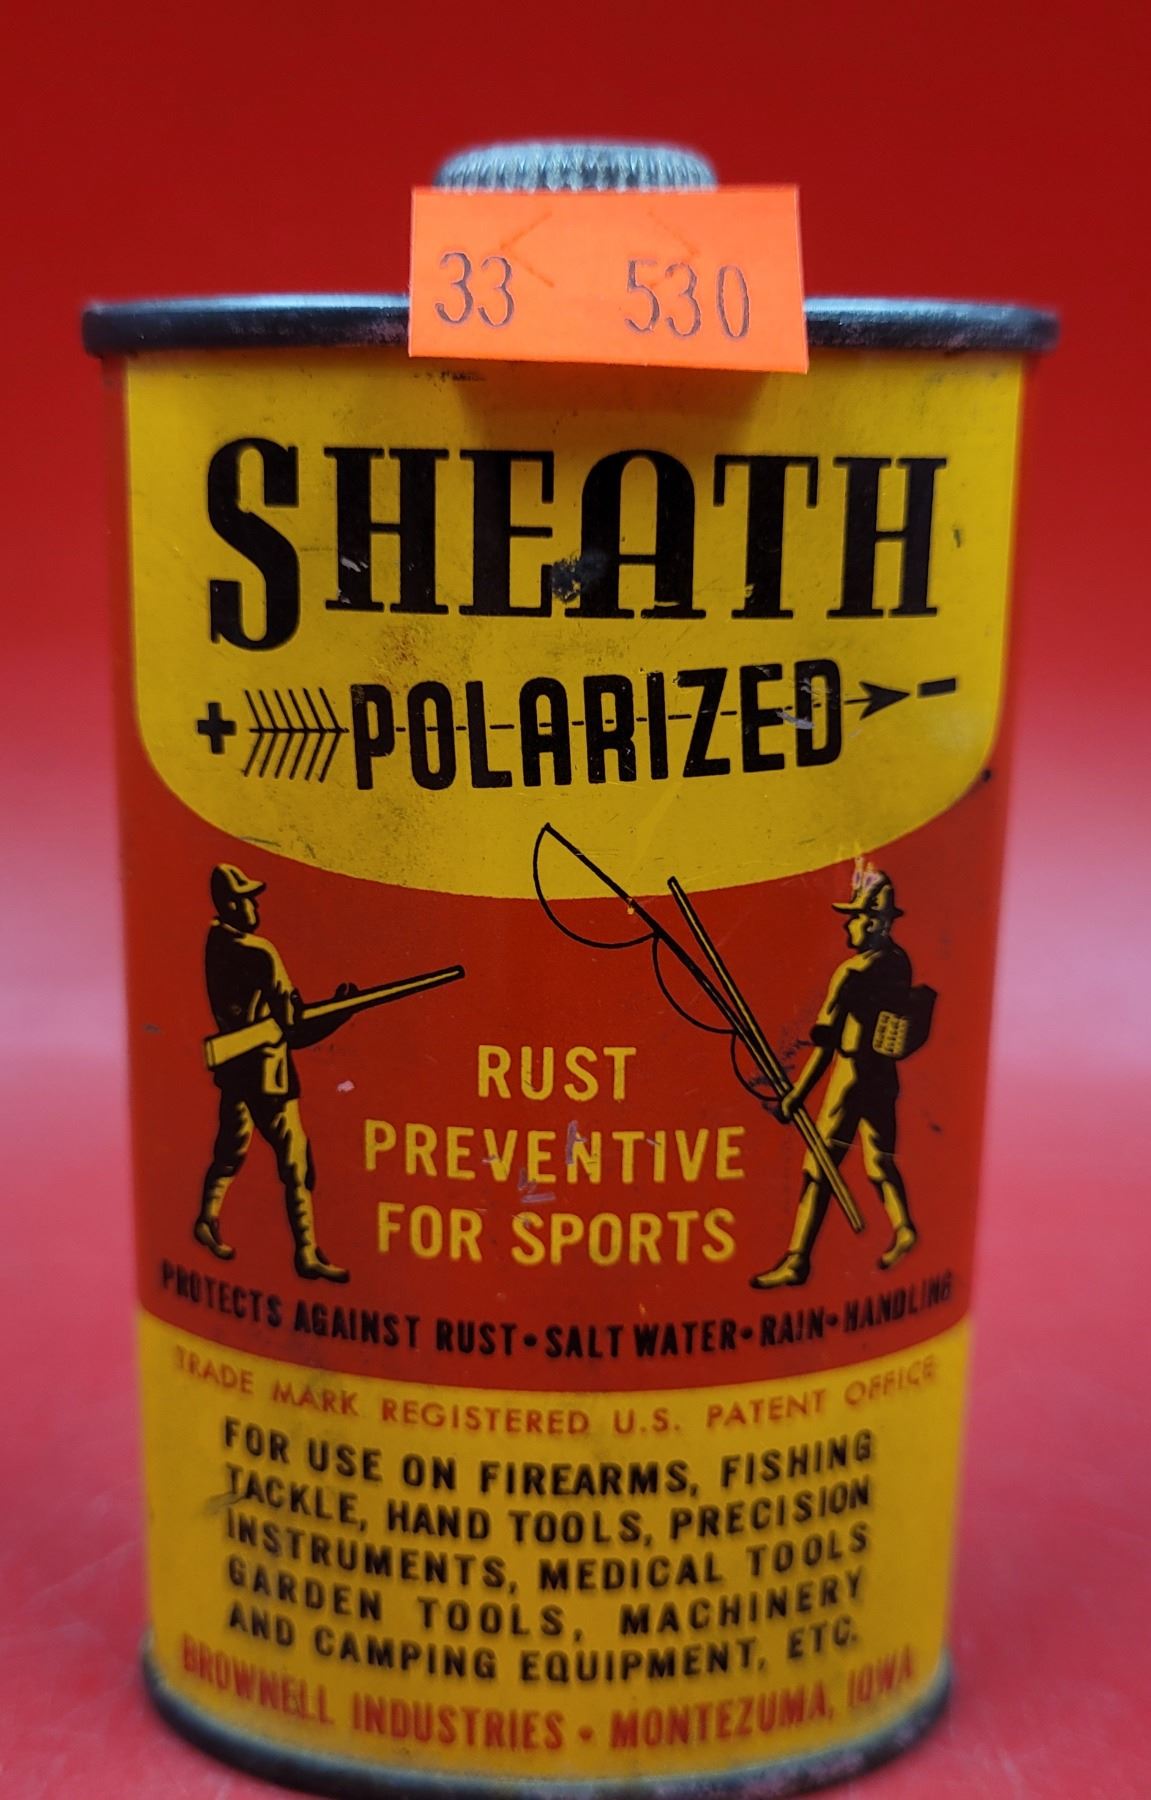 33 530
SHEATH
+ POLARIZED -
RUST
PREVENTIVE
FOR SPORTS
PROTECTS AGAINST RUST • SALT WATER • RAIN • HANDLING
TRADE MARK REGISTERED U.S. PATENT OFFICE
FOR USE ON FIREARMS, FISHING
TACKLE, HAND TOOLS, PRECISION
INSTRUMENTS, MEDICAL TOOLS
GARDEN TOOLS, MACHINERY
AND CAMPING EQUIPMENT, ETC.
BROWNELL INDUSTRIES • MONTEZUMA, IOWA